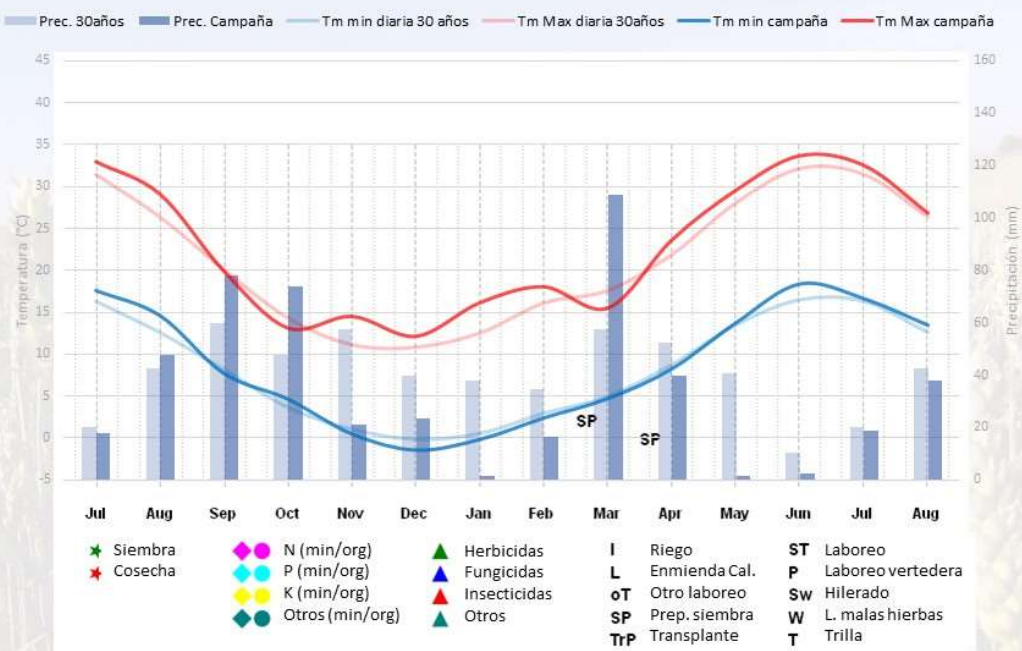 Prec. 30años Prec. Campaña Tm min diaria 30 años Tm Max diaria 30años Tm min campaña Tm Max campaña
45 160
40 140
35 120
30 100
25 80
20 60
15 40
10 20
5 0
0
-5
Temperatura (°C)
Precipitación (mm)
SP
SP
Jul Aug Sep Oct Nov Dec Jan Feb Mar Apr May Jun Jul Aug
Siembra N (min/org) Herbicidas I Riego ST Laboreo
Cosecha P (min/org) Fungicidas L Enmienda Cal. P Laboreo vertedera
K (min/org) Insecticidas oT Otro laboreo Sw Hilerado
Otros (min/org) Otros SP Prep. siembra W L. malas hierbas
TrP Transplante T Trilla